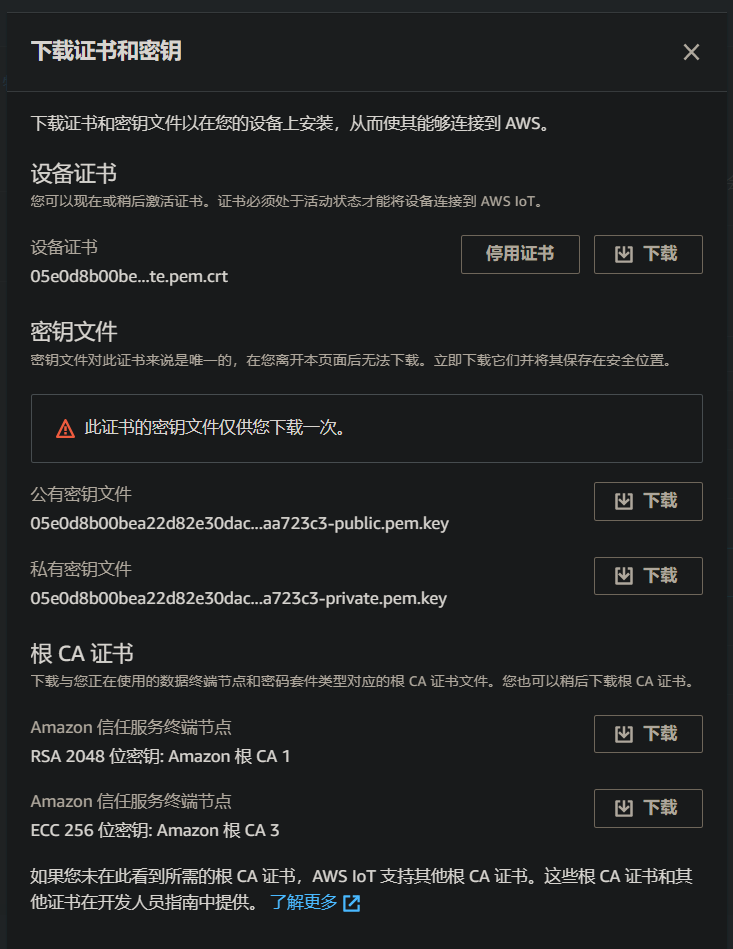 下载证书和密钥
下载证书和密钥文件以在您的设备上安装，从而使其能够连接到 AWS。
设备证书
您可以现在或稍后激活证书。证书必须处于活动状态才能将设备连接到 AWS IoT。
设备证书
05e0d8b00be...te.pem.crt
停用证书
下载
密钥文件
密钥文件对此证书来说是唯一的，在您离开本页面后无法下载。立即下载它们并将其保存在安全位置。
此证书的密钥文件仅供您下载一次。
公有密钥文件
05e0d8b00bea22d82e30dac...aa723c3-public.pem.key
下载
私有密钥文件
05e0d8b00bea22d82e30dac...a723c3-private.pem.key
下载
根 CA 证书
下载与您正在使用的数据终端节点和密码套件类型对应的根 CA 证书文件。您也可以稍后下载根 CA 证书。
Amazon 信任服务终端节点
RSA 2048 位密钥: Amazon 根 CA 1
下载
Amazon 信任服务终端节点
ECC 256 位密钥: Amazon 根 CA 3
下载
如果您未在此看到所需的根 CA 证书，AWS IoT 支持其他根 CA 证书。这些根 CA 证书和其
他证书在开发人员指南中提供。 了解更多